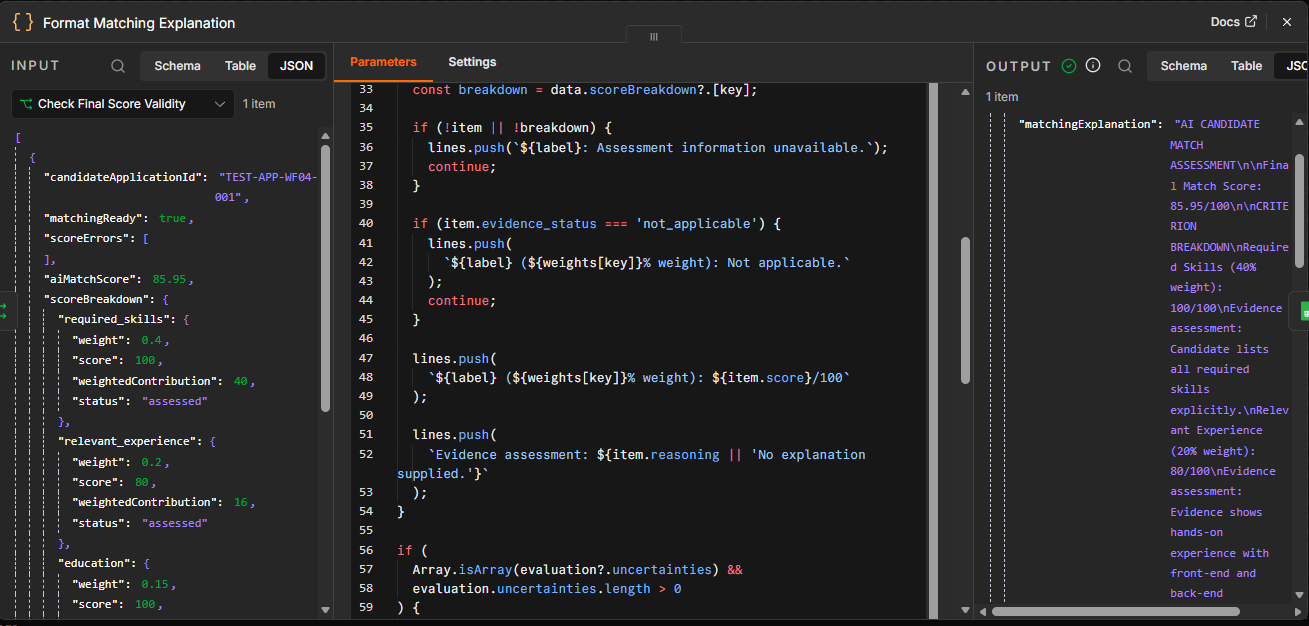 { } Format Matching Explanation
Docs
INPUT
Schema
Table
JSON
Check Final Score Validity
1 item
[
{
"candidateApplicationId": "TEST-APP-WF04-
001",
"matchingReady": true,
"scoreErrors": [
],
"aiMatchScore": 85.95,
"scoreBreakdown": {
"required_skills": {
"weight": 0.4,
"score": 100,
"weightedContribution": 40,
"status": "assessed"
},
"relevant_experience": {
"weight": 0.2,
"score": 80,
"weightedContribution": 16,
"status": "assessed"
},
"education": {
"weight": 0.15,
"score": 100,
Parameters
Settings
33 const breakdown = data.scoreBreakdown?.[key];
34
35 if (!item || !breakdown) {
36 lines.push(`${label}: Assessment information unavailable.`);
37 continue;
38 }
39
40 if (item.evidence_status === 'not_applicable') {
41 lines.push(
42 `${label} (${weights[key]}% weight): Not applicable.`
43 );
44 continue;
45 }
46
47 lines.push(
48 `${label} (${weights[key]}% weight): ${item.score}/100`
49 );
50
51 lines.push(
52 `Evidence assessment: ${item.reasoning || 'No explanation
supplied.'}`
53 );
54 }
55
56 if (
57 Array.isArray(evaluation?.uncertainties) &&
58 evaluation.uncertainties.length > 0
59 ) {
OUTPUT
Schema
Table
JSO
1 item
"matchingExplanation": "AI CANDIDATE
MATCH
ASSESSMENT\n\nFina
l Match Score:
85.95/100\n\nCRITE
RION
BREAKDOWN\nRequire
d Skills (40%
weight):
100/100\nEvidence
assessment:
Candidate lists
all required
skills
explicitly.\nRelev
ant Experience
(20% weight):
80/100\nEvidence
assessment:
Evidence shows
hands-on
experience with
front-end and
back-end